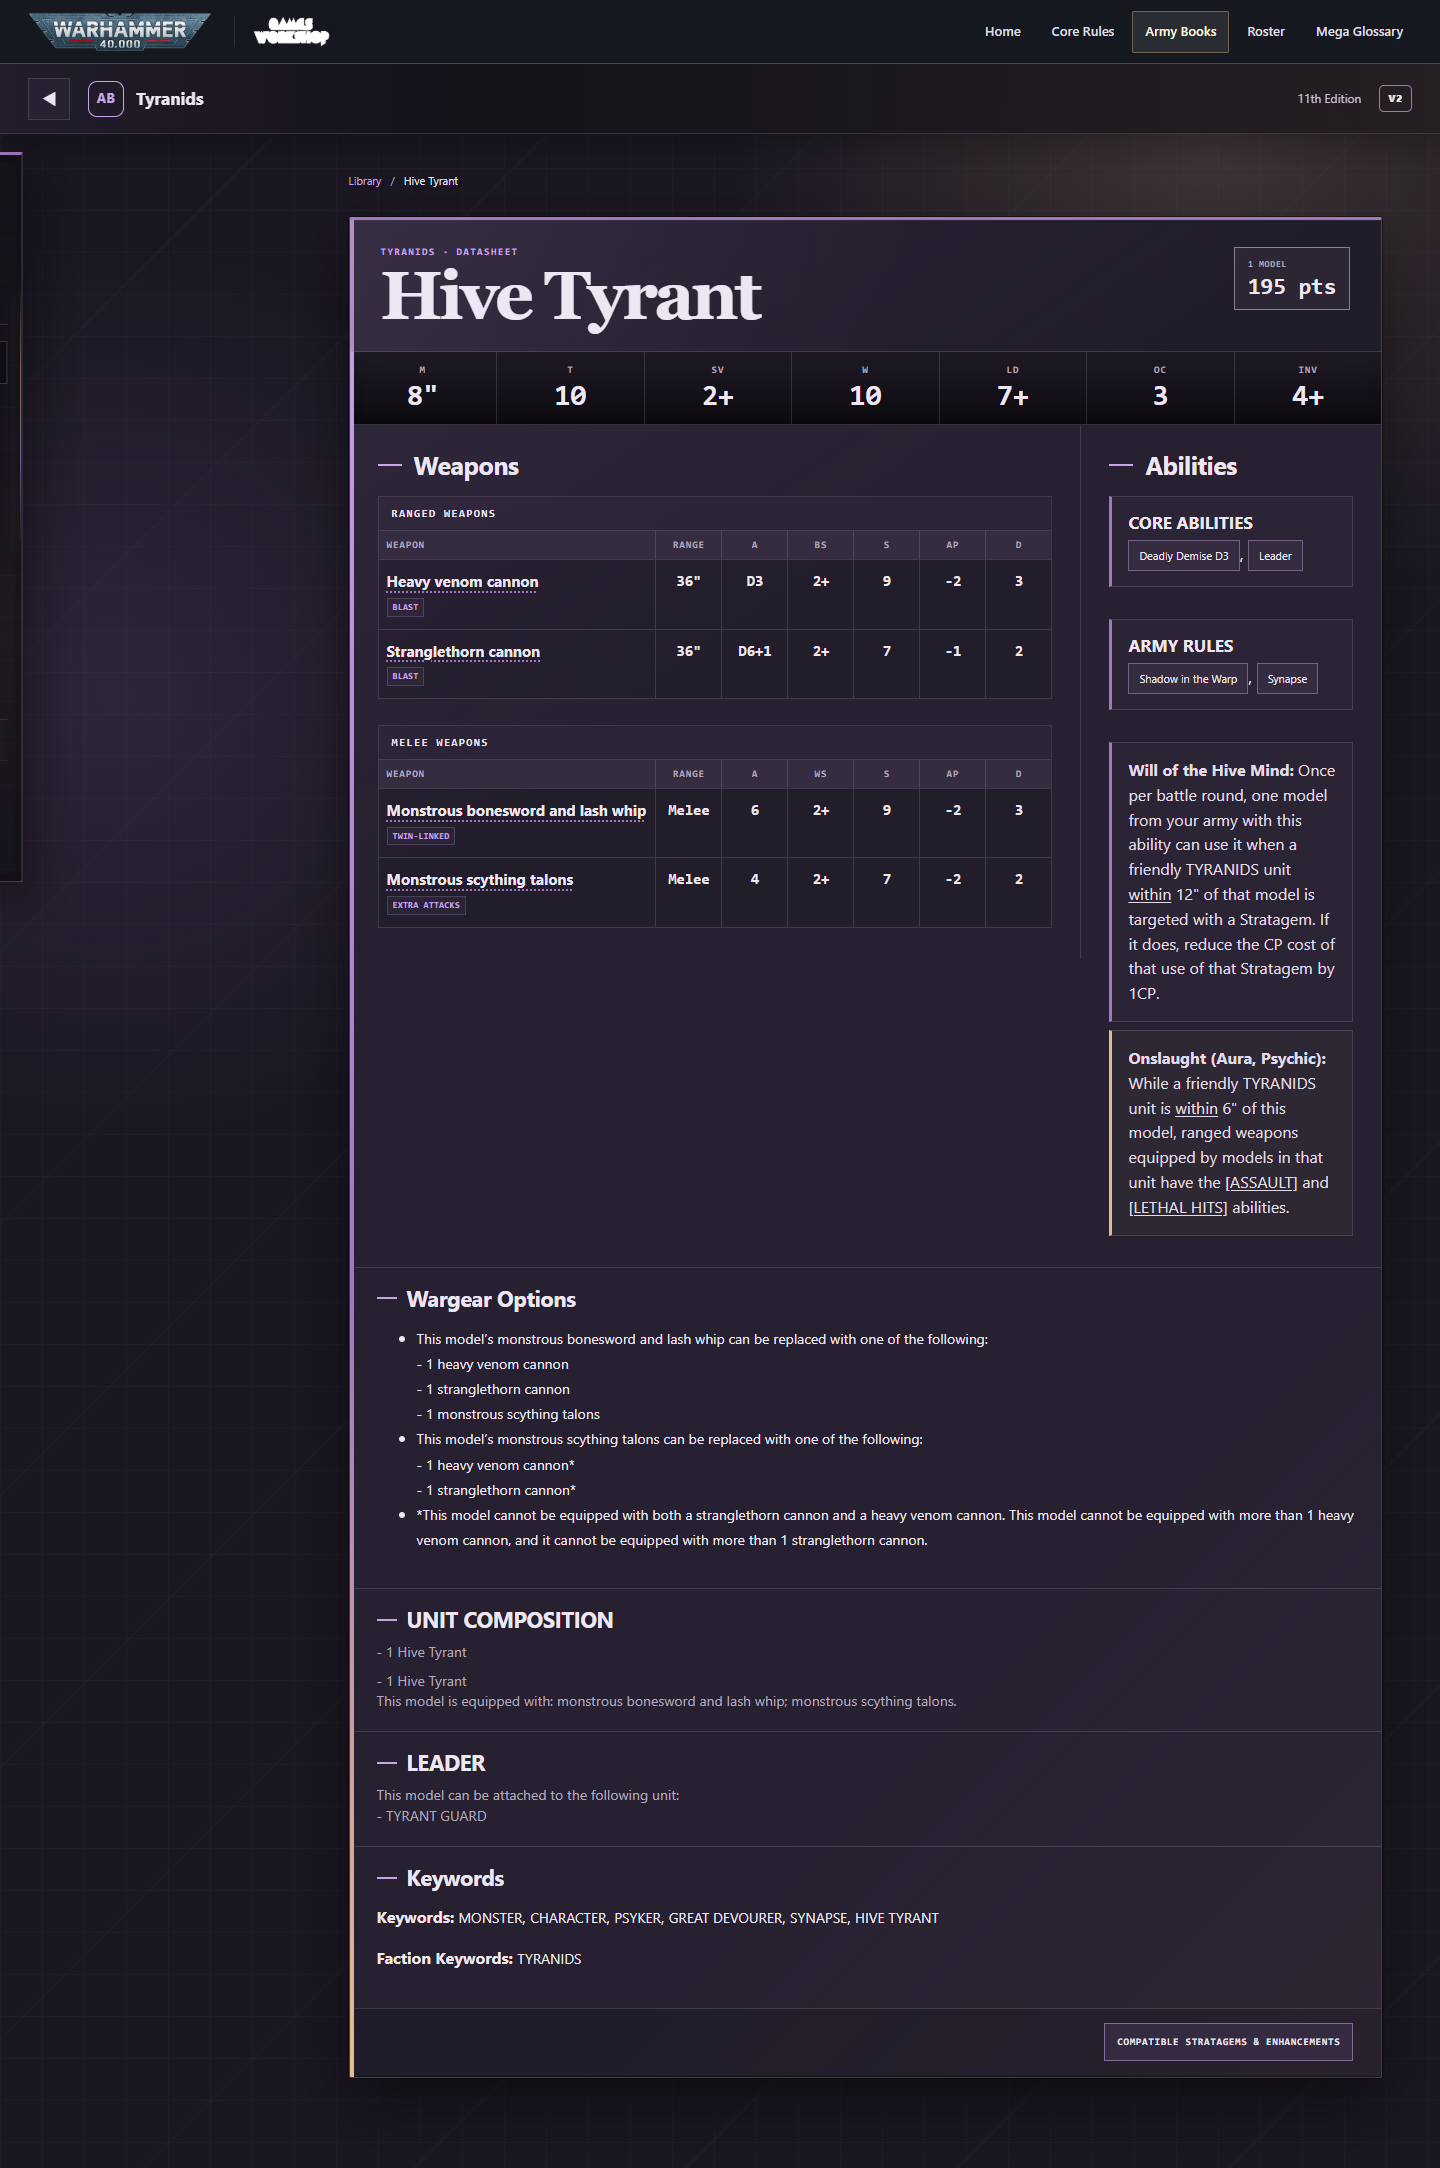 WARHAMMER
40,000
GAMES
WORKSHOP
Home
Core Rules
Army Books
Roster
Mega Glossary
◀
AB
Tyranids
11th Edition
V2
Library / Hive Tyrant
TYRANIDS · DATASHEET
Hive Tyrant
1 MODEL
195 pts
M
8"
T
10
SV
2+
W
10
LD
7+
OC
3
INV
4+
Weapons
RANGED WEAPONS
WEAPON RANGE A BS S AP D
Heavy venom cannon 36" D3 2+ 9 -2 3
BLAST
Stranglethorn cannon 36" D6+1 2+ 7 -1 2
BLAST
MELEE WEAPONS
WEAPON RANGE A WS S AP D
Monstrous bonesword and lash whip Melee 6 2+ 9 -2 3
TWIN-LINKED
Monstrous scything talons Melee 4 2+ 7 -2 2
EXTRA ATTACKS
Abilities
CORE ABILITIES
Deadly Demise D3, Leader
ARMY RULES
Shadow in the Warp, Synapse
Will of the Hive Mind: Once
per battle round, one model
from your army with this
ability can use it when a
friendly TYRANIDS unit
within 12" of that model is
targeted with a Stratagem. If
it does, reduce the CP cost of
that use of that Stratagem by
1CP.
Onslaught (Aura, Psychic):
While a friendly TYRANIDS
unit is within 6" of this
model, ranged weapons
equipped by models in that
unit have the [ASSAULT] and
[LETHAL HITS] abilities.
Wargear Options
• This model’s monstrous bonesword and lash whip can be replaced with one of the following:
- 1 heavy venom cannon
- 1 stranglethorn cannon
- 1 monstrous scything talons
• This model’s monstrous scything talons can be replaced with one of the following:
- 1 heavy venom cannon*
- 1 stranglethorn cannon*
• *This model cannot be equipped with both a stranglethorn cannon and a heavy venom cannon. This model cannot be equipped with more than 1 heavy
venom cannon, and it cannot be equipped with more than 1 stranglethorn cannon.
UNIT COMPOSITION
- 1 Hive Tyrant
- 1 Hive Tyrant
This model is equipped with: monstrous bonesword and lash whip; monstrous scything talons.
LEADER
This model can be attached to the following unit:
- TYRANT GUARD
Keywords
Keywords: MONSTER, CHARACTER, PSYKER, GREAT DEVOURER, SYNAPSE, HIVE TYRANT
Faction Keywords: TYRANIDS
COMPATIBLE STRATAGEMS & ENHANCEMENTS